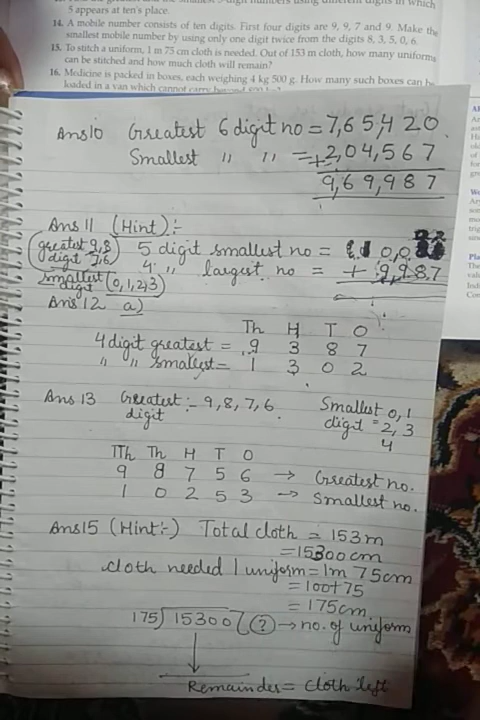 5 appears at ten's place.
14. A mobile number consists of ten digits. First four digits are 9, 9, 7 and 9. Make the
smallest mobile number by using only one digit twice from the digits 8, 3, 5, 0, 6.
15. To stitch a uniform, 1 m 75 cm cloth is needed. Out of 153 m cloth, how many uniforms
can be stitched and how much cloth will remain?
16. Medicine is packed in boxes, each weighing 4 kg 500 g. How many such boxes can be
loaded in a van which cannot carry beyond
Ans10 Greatest 6 digit no = 7,65,420
Smallest " " = + 2,04,567
9,69,987
Ans 11 (Hint):-
greatest 9,8
digit 7,6
5 digit smallest no =
4 " largest no = + 9,987
Smallest (0,1,2,3)
digit
Ans 12 a)
Th H T O
4 digit greatest = 9 3 8 7
" " smallest = 1 3 0 2
Ans 13 Greatest :- 9,8,7,6.
digit
Smallest 0,1
digit = 2,3
4
TTh Th H T O
9 8 7 5 6 → Greatest no.
1 0 2 5 3 → Smallest no.
Ans15 (Hint:-) Total cloth = 153m
= 15300cm
cloth needed 1 uniform = 1m 75cm
= 100+75
= 175cm
175) 15300 ( ? → no. of uniform
Remainder = cloth left